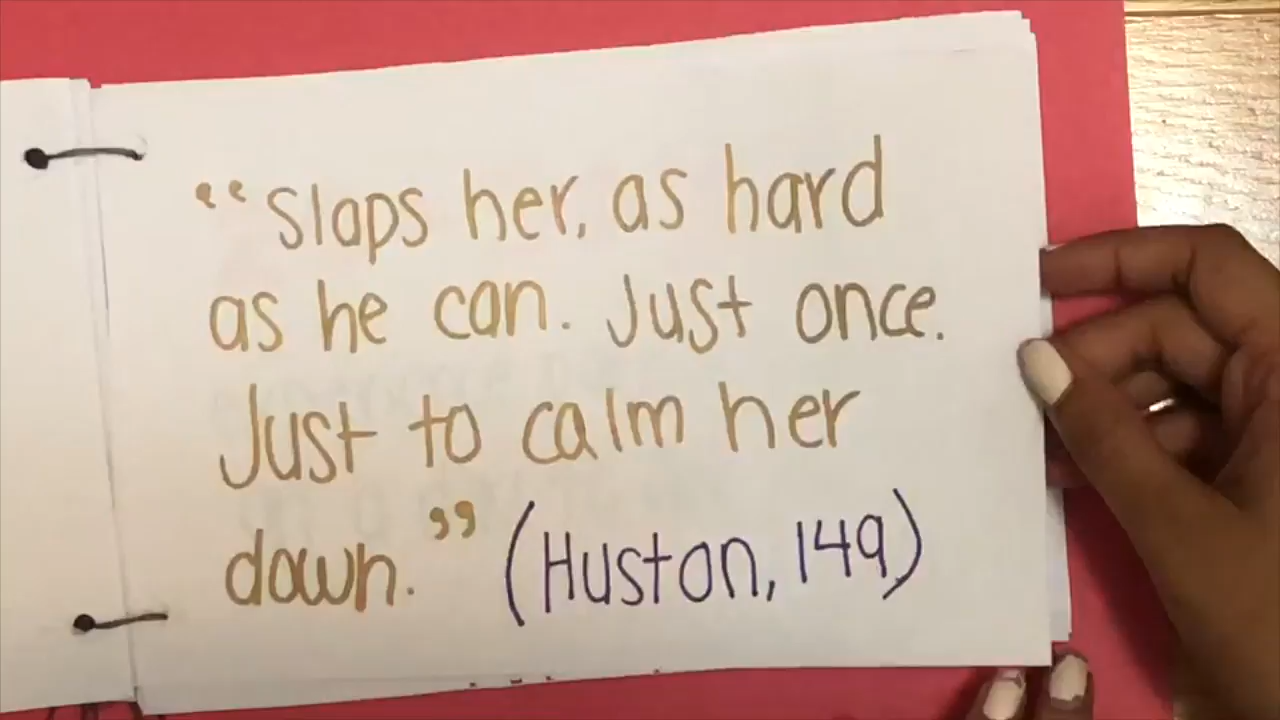 “Slaps her, as hard
as he can. Just once.
Just to calm her
down.” (Huston, 149)